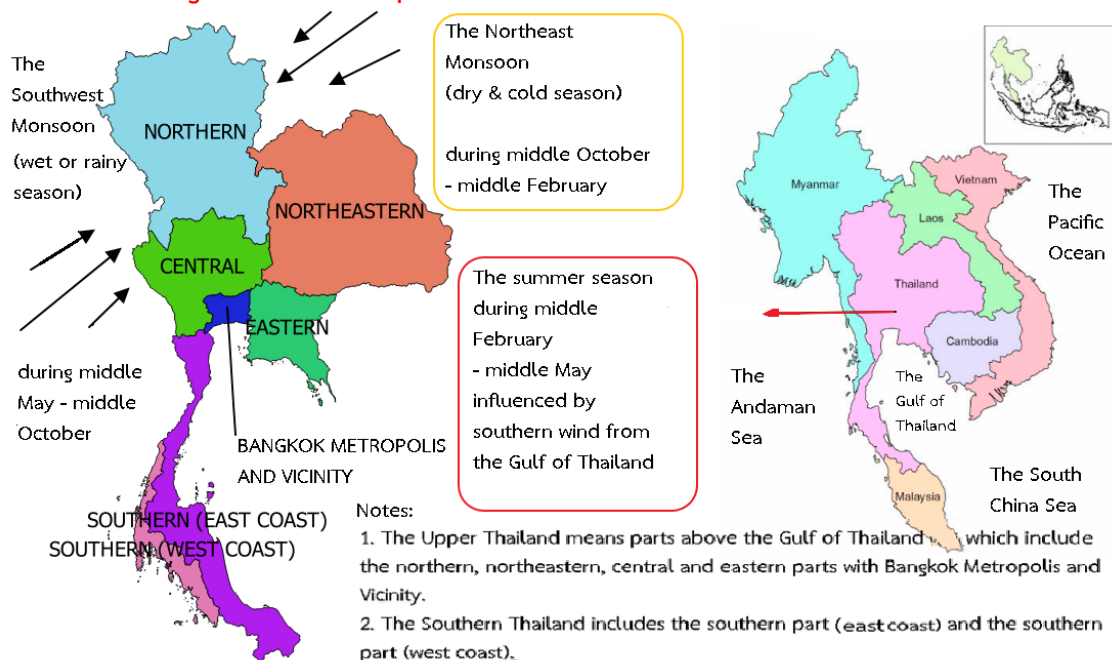 The
Southwest
Monsoon
(wet or rainy
season)
NORTHERN
NORTHEASTERN
CENTRAL
EASTERN
during middle
May - middle
October
BANGKOK METROPOLIS
AND VICINITY
SOUTHERN (EAST COAST)
SOUTHERN (WEST COAST)
The Northeast
Monsoon
(dry & cold season)
during middle October
- middle February
The summer season
during middle
February
- middle May
influenced by
southern wind from
the Gulf of Thailand
Myanmar
Vietnam
Laos
Thailand
Cambodia
Malaysia
The
Pacific
Ocean
The
Andaman
Sea
The
Gulf of
Thailand
The South
China Sea
Notes:
1. The Upper Thailand means parts above the Gulf of Thailand which include
the northern, northeastern, central and eastern parts with Bangkok Metropolis and
Vicinity.
2. The Southern Thailand includes the southern part (east coast) and the southern
part (west coast).